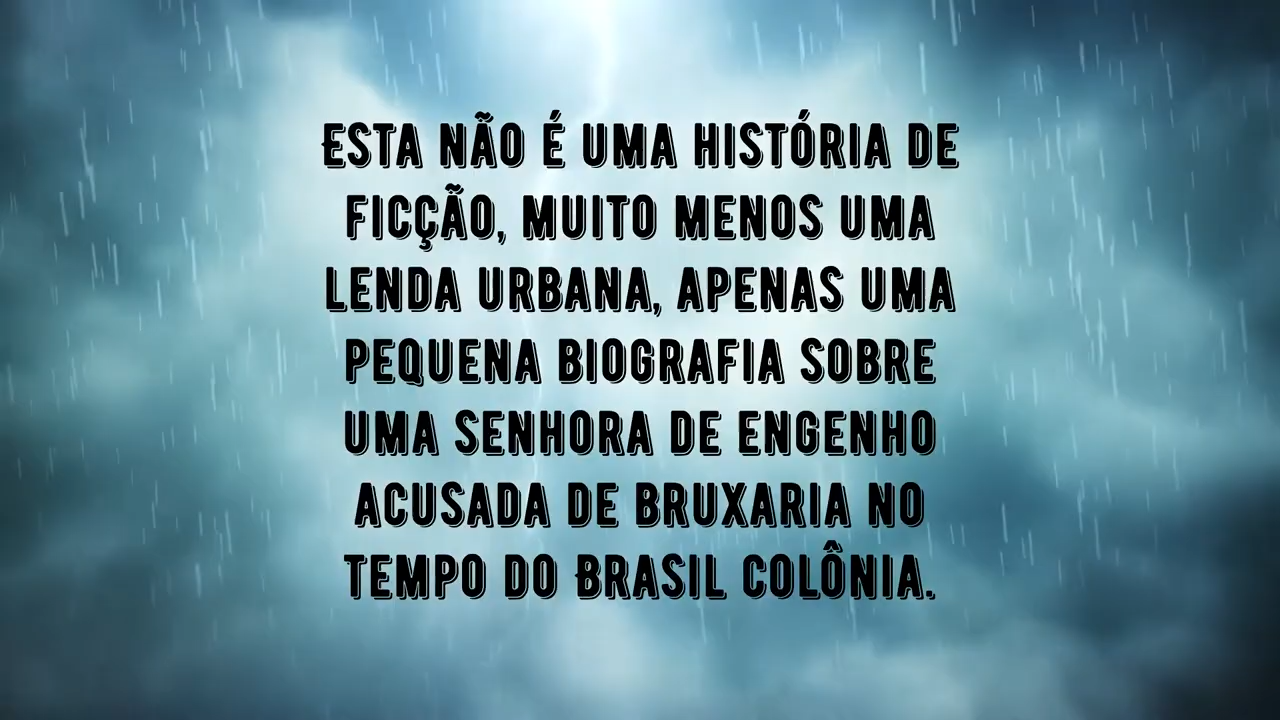 Esta não é uma história de
ficção, muito menos uma
lenda urbana, apenas uma
pequena biografia sobre
uma senhora de engenho
acusada de bruxaria no
tempo do Brasil colônia.